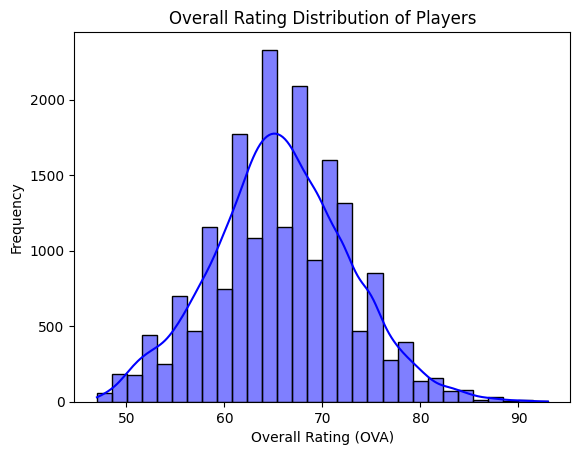 Overall Rating Distribution of Players
Frequency
2000
1500
1000
500
0
50 60 70 80 90
Overall Rating (OVA)